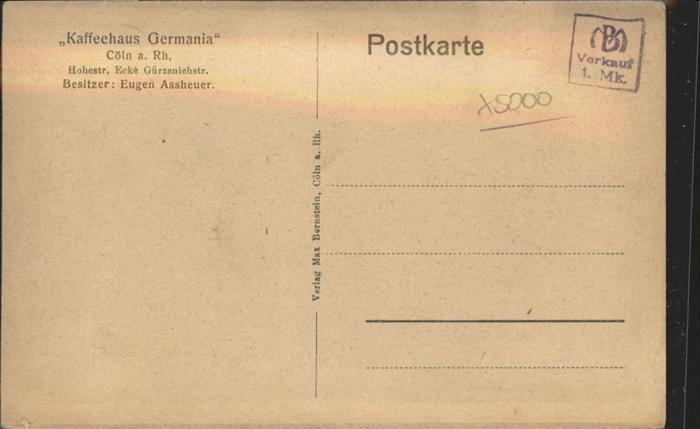 „Kaffeehaus Germania“
Cöln a. Rh,
Hohestr. Ecke Gürzenichstr.
Besitzer: Eugen Assheuer.
Verlag Max Bernstein, Cöln a. Rh.
Postkarte
Verkauf
1. Mk.
X5000